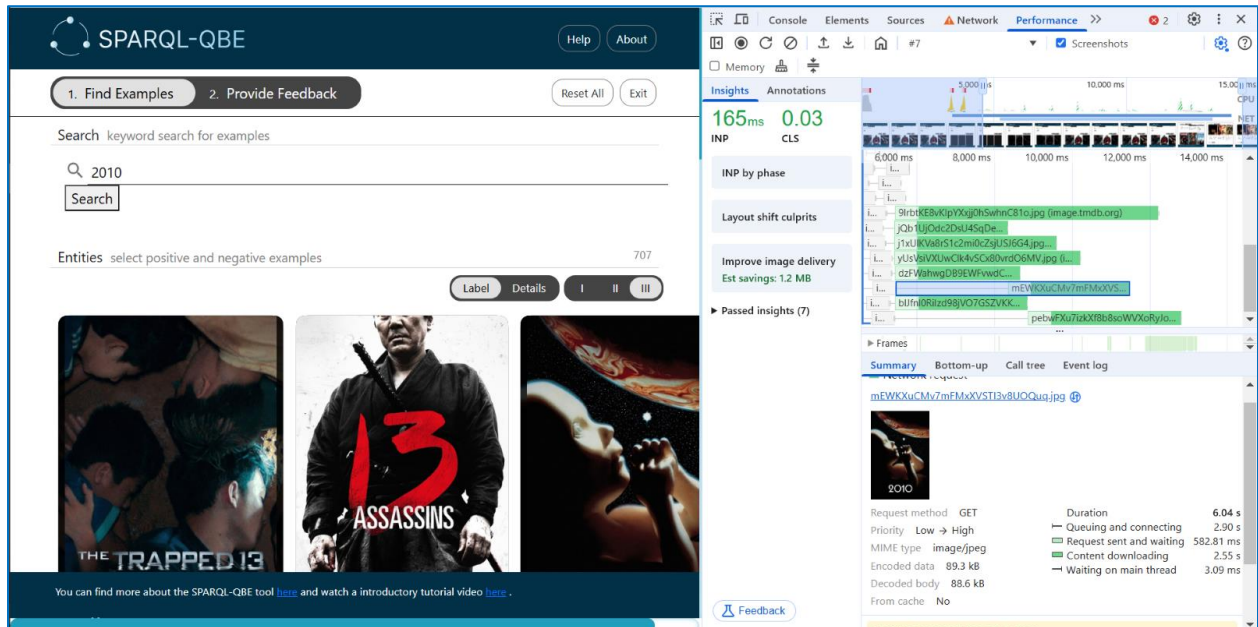 SPARQL-QBE
Help
About
1. Find Examples
2. Provide Feedback
Reset All
Exit
Search keyword search for examples
2010
Search
Entities select positive and negative examples
707
Label
Details
I
II
III
THE TRAPPED 13
13
ASSASSINS
You can find more about the SPARQL-QBE tool here and watch a introductory tutorial video here .
Console
Elements
Sources
Network
Performance
2
#7
Screenshots
Memory
Insights
Annotations
165ms
0.03
INP
CLS
INP by phase
Layout shift culprits
Improve image delivery
Est savings: 1.2 MB
Passed insights (7)
Feedback
10,000 ms
CPU
NET
6,000 ms
8,000 ms
10,000 ms
12,000 ms
14,000 ms
i...
i...
i...
i...
(image.tmdb.org)
i...
jQb1UjOdc2DsU4SqDe...
i...
i...
i...
i...
i...
i...
Frames
Summary
Bottom-up
Call tree
Event log
Network request
mEWKXuCMv7mFMxXVSTI3v8UOQuq.jpg
2010
Request method GET
Priority Low → High
MIME type image/jpeg
Encoded data 89.3 kB
Decoded body 88.6 kB
From cache No
Duration 6.04 s
Queuing and connecting 2.90 s
Request sent and waiting 582.81 ms
Content downloading 2.55 s
Waiting on main thread 3.09 ms